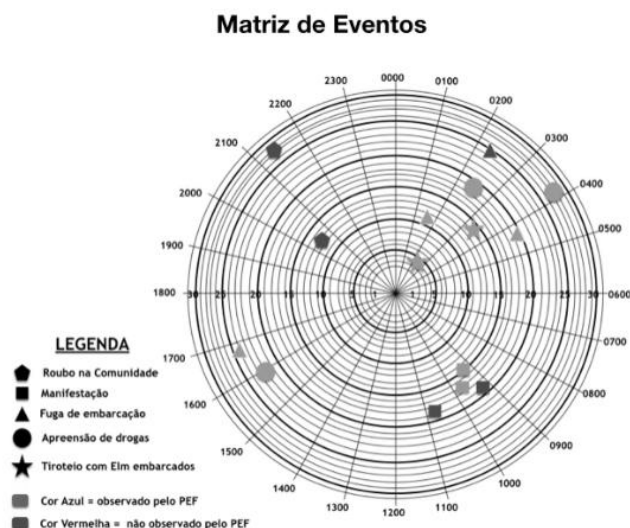 Matriz de Eventos
0000
2300
0100
2200
0200
2100
0300
2000
0400
1900
0500
1800
30 25 20 15 10 5 1 1 5 10 15 20 25 30
0600
1700
0700
1600
0800
1500
0900
1400
1000
1300
1100
1200
LEGENDA
Roubo na Comunidade
Manifestação
Fuga de embarcação
Apreensão de drogas
Tiroteio com Elm embarcados
Cor Azul = observado pelo PEF
Cor Vermelha = não observado pelo PEF